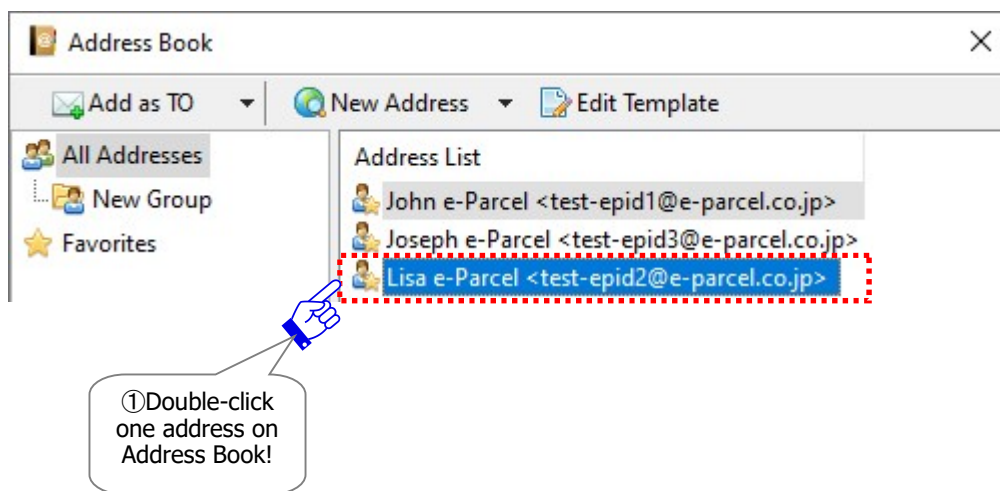 Address Book
Add as TO New Address Edit Template
All Addresses
New Group
Favorites
Address List
John e-Parcel <test-epid1@e-parcel.co.jp>
Joseph e-Parcel <test-epid3@e-parcel.co.jp>
Lisa e-Parcel <test-epid2@e-parcel.co.jp>
①Double-click
one address on
Address Book!